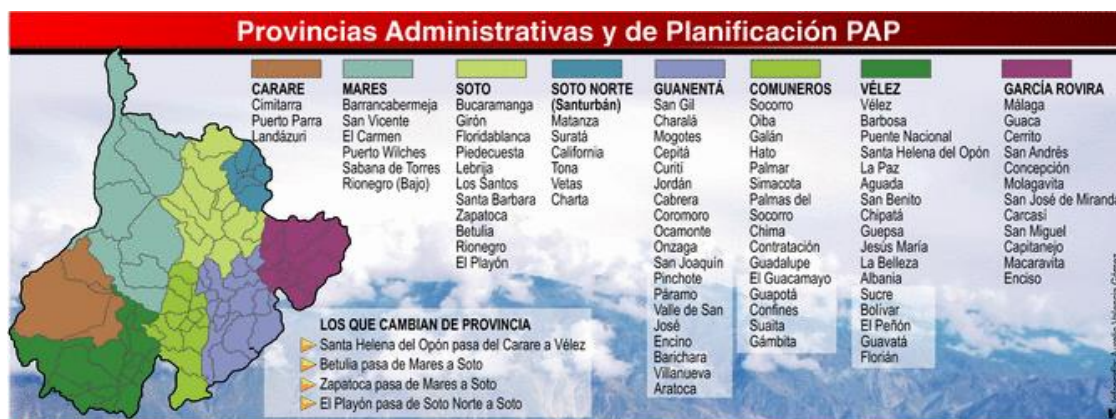 Provincias Administrativas y de Planificación PAP
CARARE
Cimitarra
Puerto Parra
Landázuri
MARES
Barrancabermeja
San Vicente
El Carmen
Puerto Wilches
Sabana de Torres
Rionegro (Bajo)
SOTO
Bucaramanga
Girón
Floridablanca
Piedecuesta
Lebrija
Los Santos
Santa Barbara
Zapatoca
Betulia
Rionegro
El Playón
SOTO NORTE
(Santurbán)
Matanza
Suratá
California
Tona
Vetas
Charta
GUANENTÁ
San Gil
Charalá
Mogotes
Cepitá
Curití
Jordán
Cabrera
Coromoro
Ocamonte
Onzaga
San Joaquín
Pinchote
Páramo
Valle de San
José
Encino
Barichara
Villanueva
Aratoca
COMUNEROS
Socorro
Oiba
Galán
Hato
Palmar
Simacota
Palmas del
Socorro
Chima
Contratación
Guadalupe
El Guacamayo
Guapotá
Confines
Suaita
Gámbita
VÉLEZ
Vélez
Barbosa
Puente Nacional
Santa Helena del Opón
La Paz
Aguada
San Benito
Chipatá
Guepsa
Jesús María
La Belleza
Albania
Sucre
Bolívar
El Peñón
Guavatá
Florián
GARCÍA ROVIRA
Málaga
Guaca
Cerrito
San Andrés
Concepción
Molagavita
San José de Miranda
Carcasí
San Miguel
Capitanejo
Macaravita
Enciso
LOS QUE CAMBIAN DE PROVINCIA
Santa Helena del Opón pasa del Carare a Vélez
Betulia pasa de Mares a Soto
Zapatoca pasa de Mares a Soto
El Playón pasa de Soto Norte a Soto